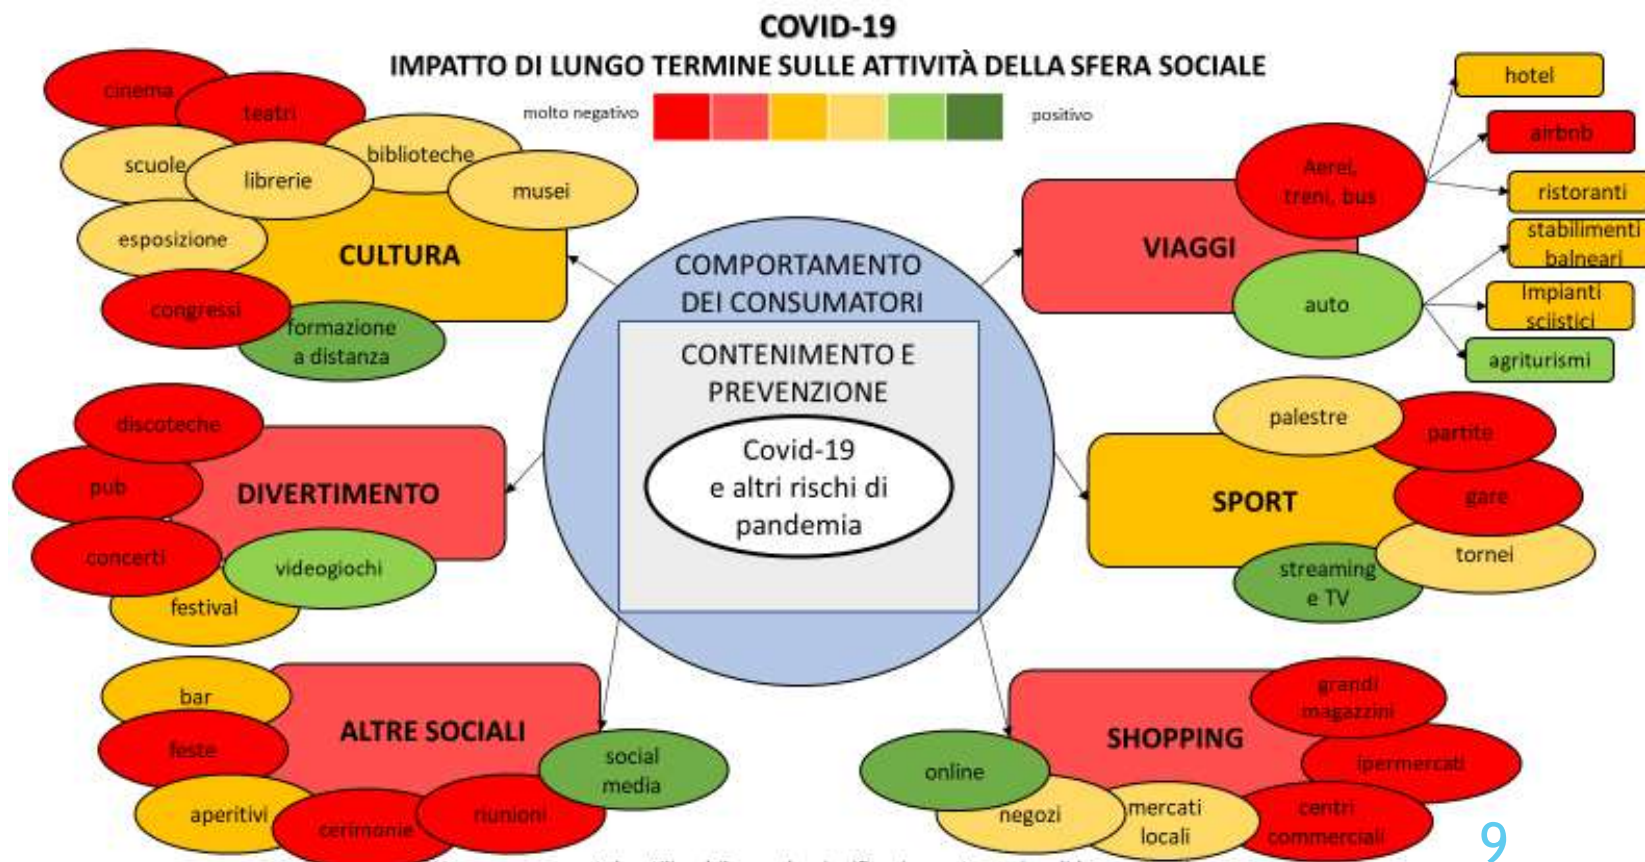 COVID-19
IMPATTO DI LUNGO TERMINE SULLE ATTIVITÀ DELLA SFERA SOCIALE
molto negativo
positivo
cinema
teatri
scuole
librerie
biblioteche
musei
esposizione
CULTURA
congressi
formazione
a distanza
discoteche
pub
DIVERTIMENTO
concerti
videogiochi
festival
bar
feste
ALTRE SOCIALI
aperitivi
cerimonie
riunioni
social
media
COMPORTAMENTO
DEI CONSUMATORI
CONTENIMENTO E
PREVENZIONE
Covid-19
e altri rischi di
pandemia
VIAGGI
Aerei,
treni, bus
auto
hotel
airbnb
ristoranti
stabilimenti
balneari
Impianti
sciistici
agriturismi
SPORT
palestre
partite
gare
tornei
streaming
e TV
SHOPPING
grandi
magazzini
ipermercati
centri
commerciali
mercati
locali
negozi
online
9